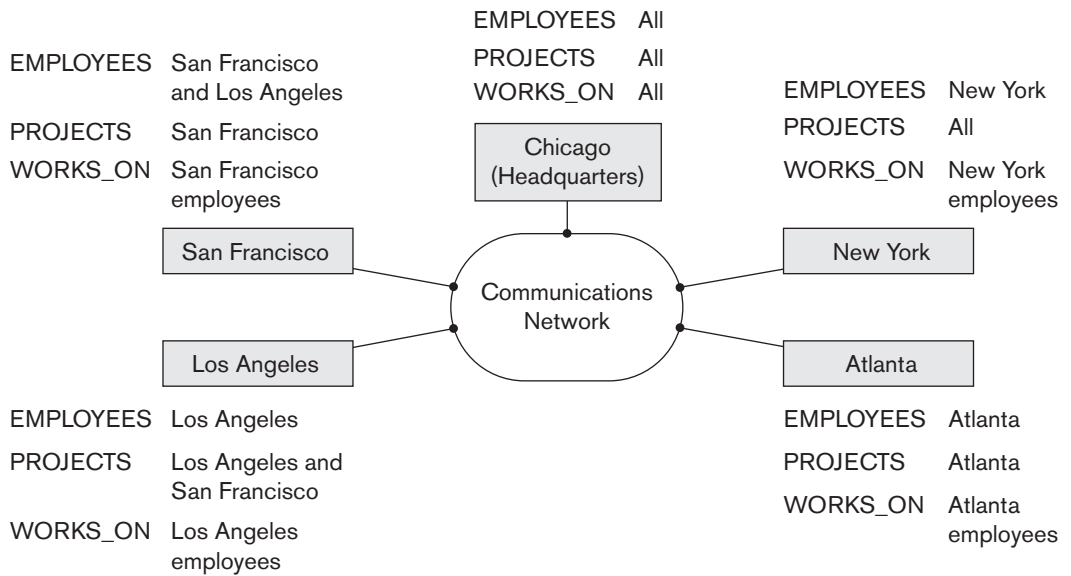 EMPLOYEES All
PROJECTS All
WORKS_ON All
Chicago
(Headquarters)
EMPLOYEES San Francisco
and Los Angeles
PROJECTS San Francisco
WORKS_ON San Francisco
employees
San Francisco
EMPLOYEES New York
PROJECTS All
WORKS_ON New York
employees
New York
Communications
Network
Los Angeles
EMPLOYEES Los Angeles
PROJECTS Los Angeles and
San Francisco
WORKS_ON Los Angeles
employees
Atlanta
EMPLOYEES Atlanta
PROJECTS Atlanta
WORKS_ON Atlanta
employees